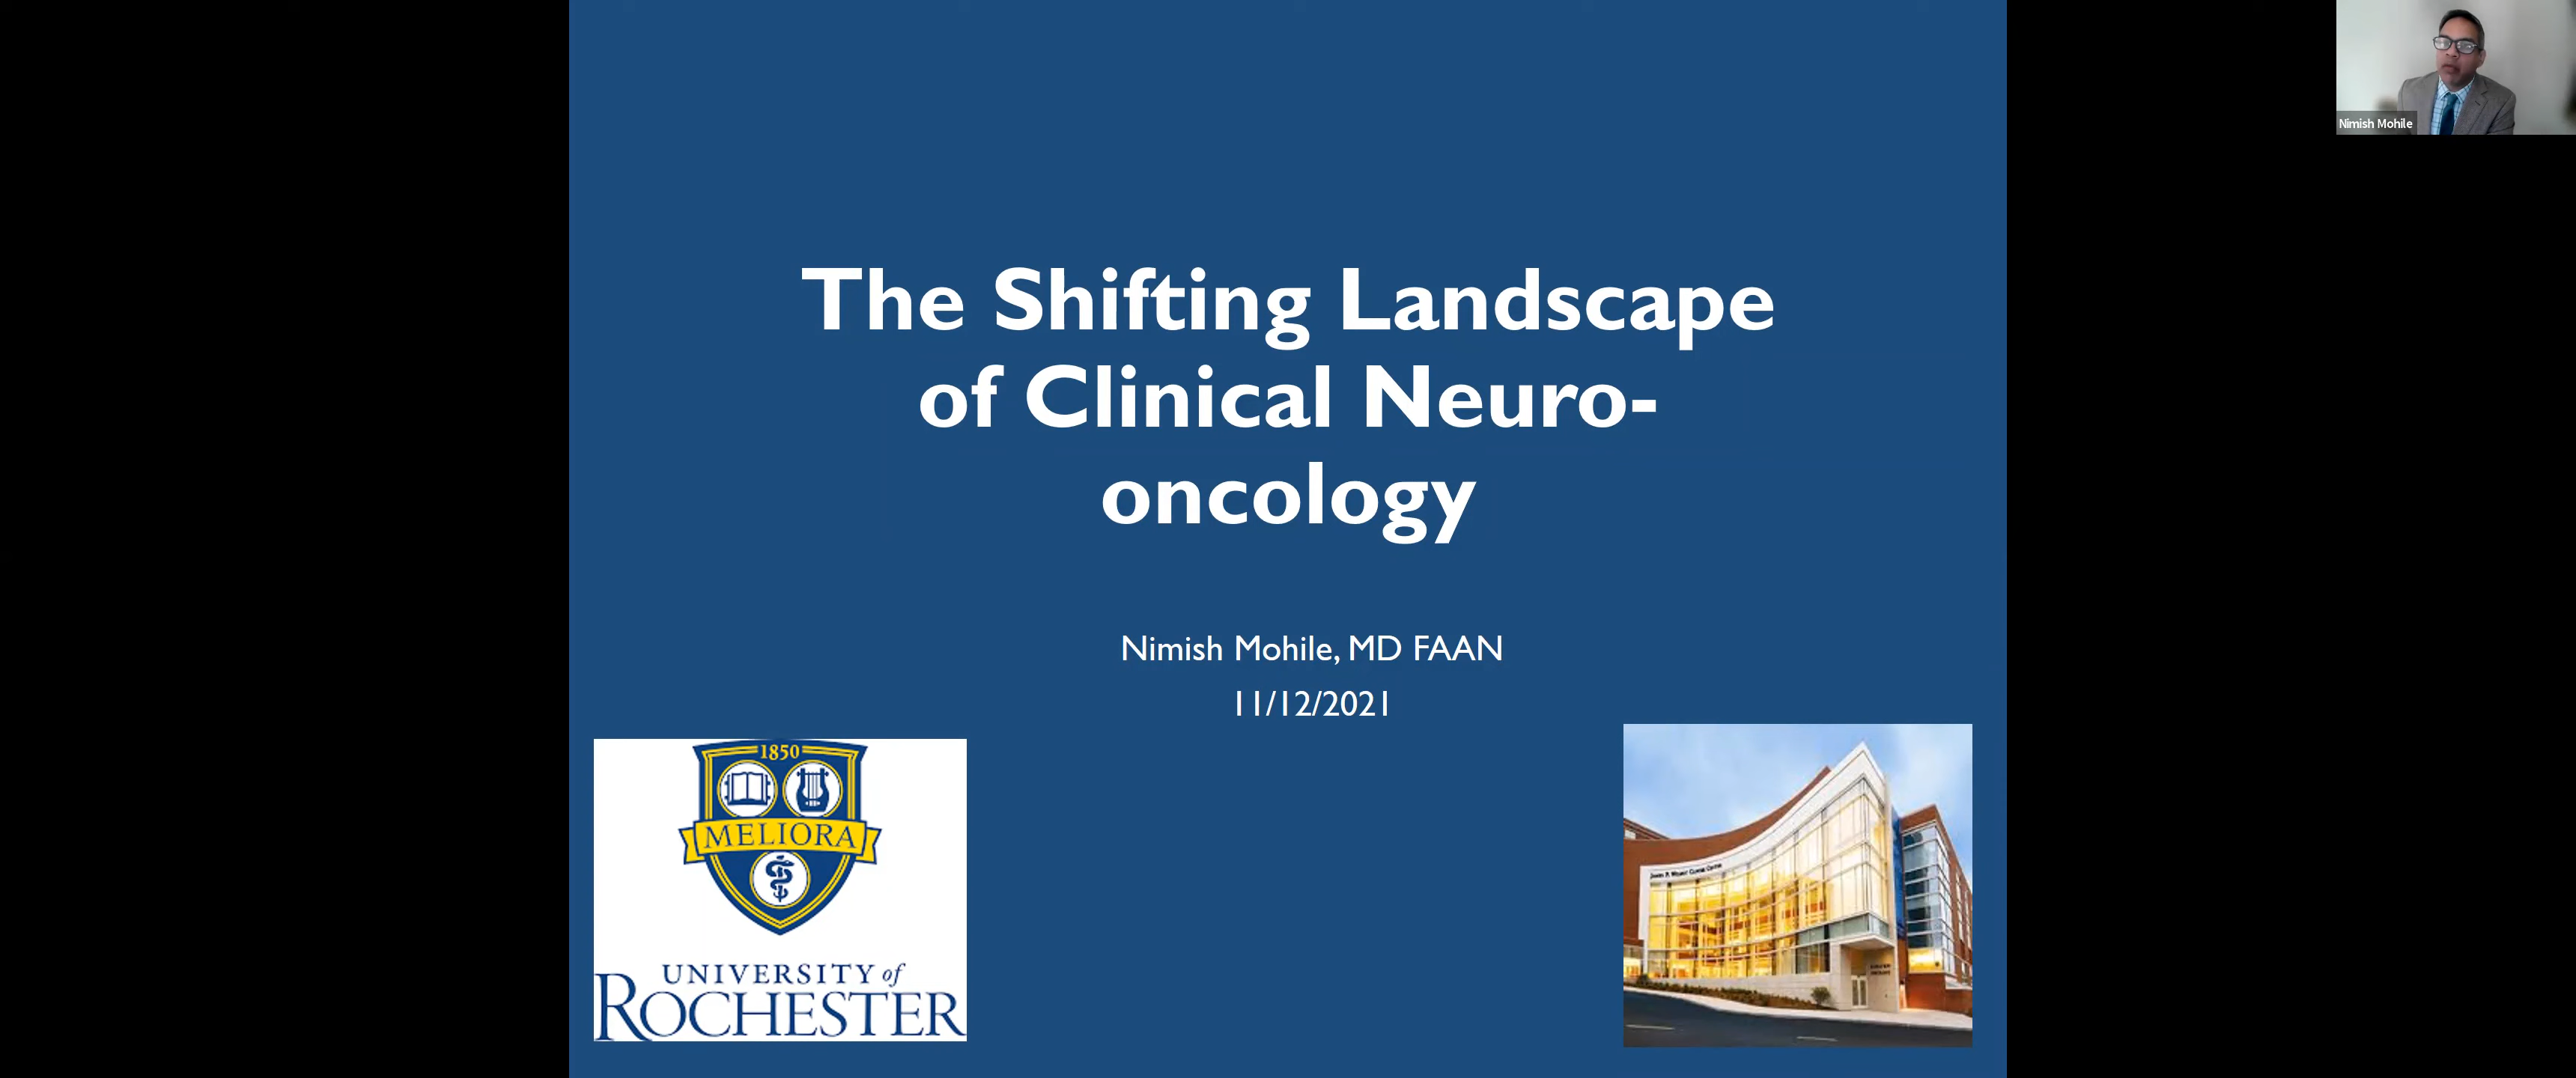 The Shifting Landscape
of Clinical Neuro-
oncology
Nimish Mohile, MD FAAN
11/12/2021
1850
MELIORA
UNIVERSITY of
ROCHESTER
Nimish Mohile